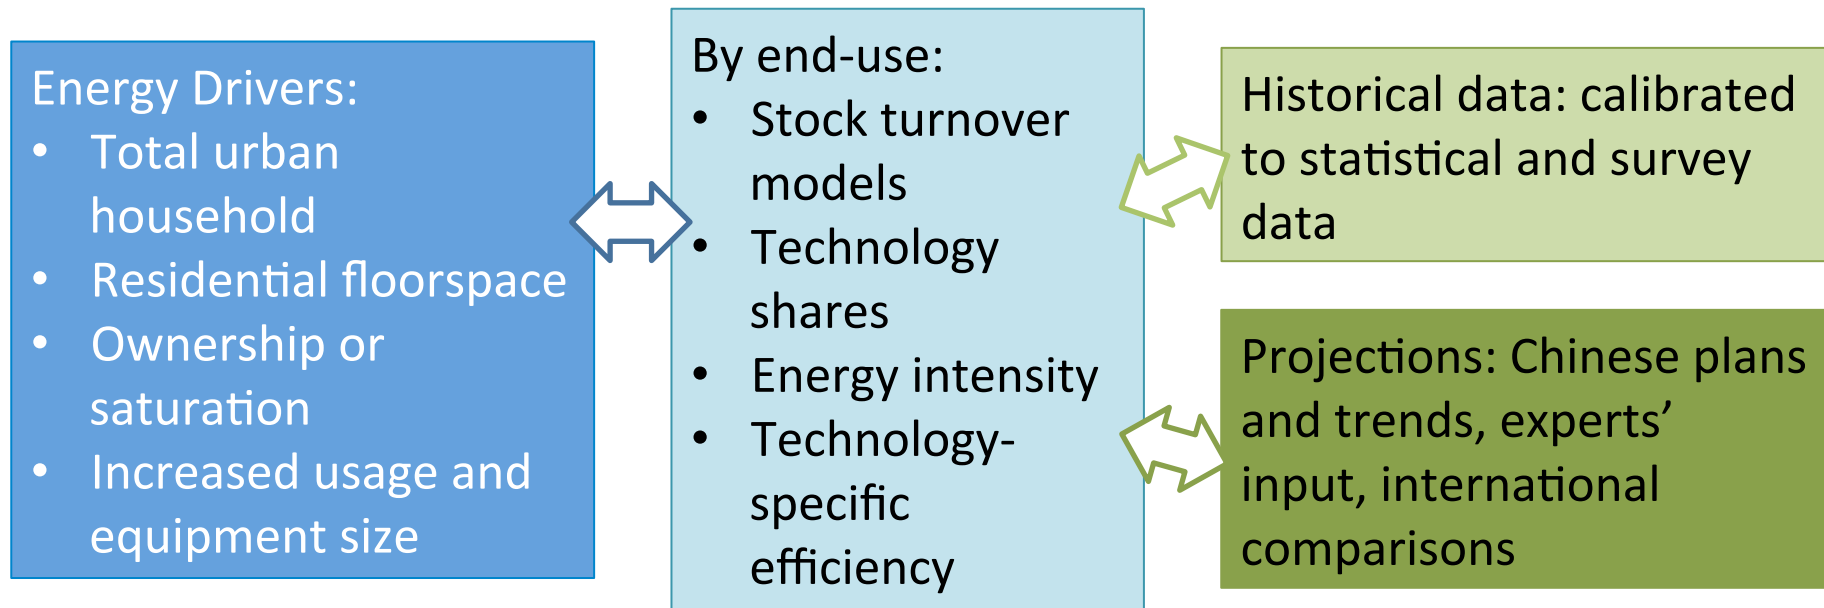 Energy Drivers:
• Total urban
household
• Residential floorspace
• Ownership or
saturation
• Increased usage and
equipment size
By end-use:
• Stock turnover
models
• Technology
shares
• Energy intensity
• Technology-
specific
efficiency
Historical data: calibrated
to statistical and survey
data
Projections: Chinese plans
and trends, experts’
input, international
comparisons